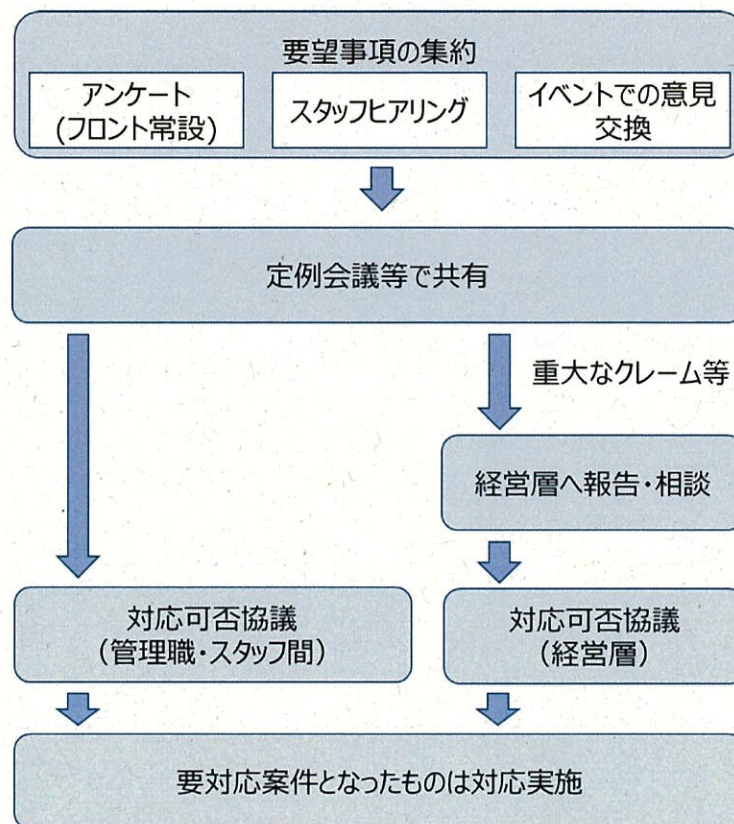 要望事項の集約
アンケート
(フロント常設)
スタッフヒアリング
イベントでの意見
交換
定例会議等で共有
重大なクレーム等
経営層へ報告・相談
対応可否協議
(管理職・スタッフ間)
対応可否協議
(経営層)
要対応案件となったものは対応実施